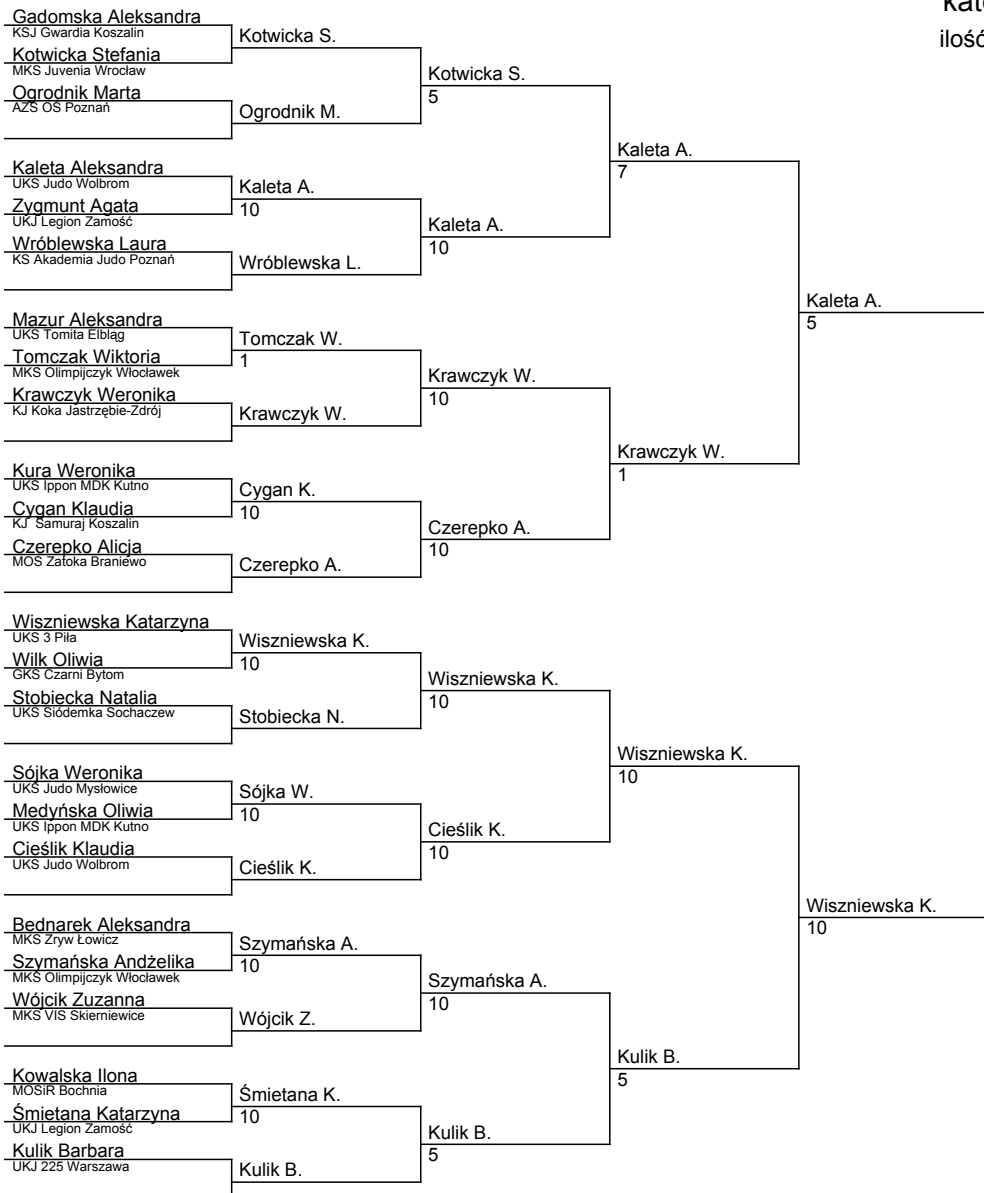 kat
ilość
Gadomska Aleksandra
KSJ Gwardia Koszalin
Kotwicka Stefania
MKS Juvenia Wrocław
Ogrodnik Marta
AZS OŚ Poznań
Kaleta Aleksandra
UKS Judo Wolbrom
Zygmunt Agata
UKJ Legion Zamość
Wróblewska Laura
KS Akademia Judo Poznań
Mazur Aleksandra
UKS Tomita Elbląg
Tomczak Wiktoria
MKS Olimpijczyk Włocławek
Krawczyk Weronika
KJ Koka Jastrzębie-Zdrój
Kura Weronika
UKS Ippon MDK Kutno
Cygan Klaudia
KJ Samuraj Koszalin
Czerepko Alicja
MOS Zatoka Braniewo
Wiszniewska Katarzyna
UKS 3 Piła
Wilk Oliwia
GKS Czarni Bytom
Stobiecka Natalia
UKS Siódemka Sochaczew
Sójka Weronika
UKS Judo Mysłowice
Medyńska Oliwia
UKS Ippon MDK Kutno
Cieślik Klaudia
UKS Judo Wolbrom
Bednarek Aleksandra
MKS Zryw Łowicz
Szymańska Andżelika
MKS Olimpijczyk Włocławek
Wójcik Zuzanna
MKS VIS Skierniewice
Kowalska Ilona
MOSiR Bochnia
Śmietana Katarzyna
UKJ Legion Zamość
Kulik Barbara
UKJ 225 Warszawa
Kotwicka S.
Ogrodnik M.
Kaleta A.
10
Wróblewska L.
Tomczak W.
1
Krawczyk W.
Cygan K.
10
Czerepko A.
Wiszniewska K.
10
Stobiecka N.
Sójka W.
10
Cieślik K.
Szymańska A.
10
Wójcik Z.
Śmietana K.
10
Kulik B.
Kotwicka S.
5
Kaleta A.
10
Krawczyk W.
10
Czerepko A.
10
Wiszniewska K.
10
Cieślik K.
10
Szymańska A.
10
Kulik B.
5
Kaleta A.
7
Krawczyk W.
1
Wiszniewska K.
10
Kulik B.
5
Kaleta A.
5
Wiszniewska K.
10